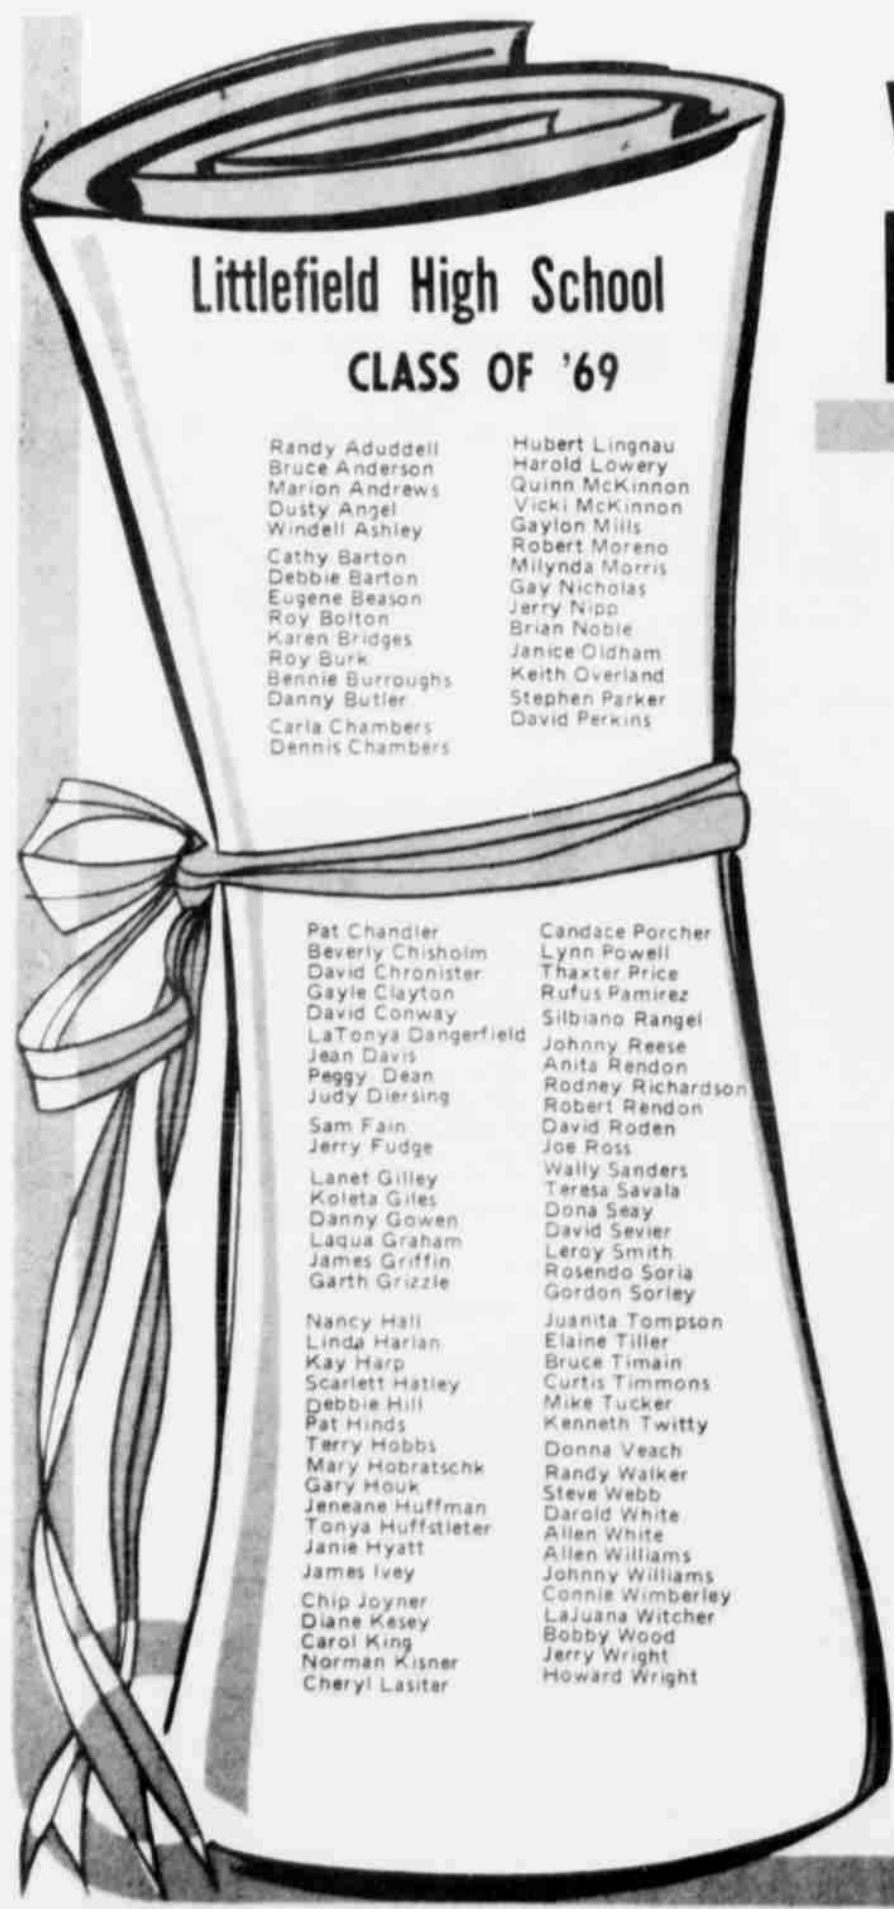 Littlefield High School
CLASS OF '69
Randy Aduddell
Bruce Anderson
Marion Andrews
Dusty Angel
Windell Ashley
Cathy Barton
Debbie Barton
Eugene Beason
Roy Bolton
Karen Bridges
Roy Burk
Bennie Burroughs
Danny Butler
Carla Chambers
Dennis Chambers
Hubert Lingnau
Harold Lowery
Quinn McKinnon
Vicki McKinnon
Gaylon Mills
Robert Moreno
Milynda Morris
Gay Nicholas
Jerry Nipp
Brian Noble
Janice Oldham
Keith Overland
Stephen Parker
David Perkins
Pat Chandler
Beverly Chisholm
David Chronister
Gayle Clayton
David Conway
LaTonya Dangerfield
Jean Davis
Peggy Dean
Judy Diersing
Sam Fain
Jerry Fudge
Lanet Gilley
Koleta Giles
Danny Gowen
Laqua Graham
James Griffin
Garth Grizzle
Nancy Hall
Linda Harlan
Kay Harp
Scarlett Hatley
Debbie Hill
Pat Hinds
Terry Hobbs
Mary Hobratschk
Gary Houk
Jeneane Huffman
Tonya Huffstleter
Janie Hyatt
James Ivey
Chip Joyner
Diane Kesey
Carol King
Norman Kisner
Cheryl Lasiter
Candace Porcher
Lynn Powell
Thaxter Price
Rufus Pamirez
Silbiano Rangel
Johnny Reese
Anita Rendon
Rodney Richardson
Robert Rendon
David Roden
Joe Ross
Wally Sanders
Teresa Savala
Dona Seay
David Sevier
Leroy Smith
Rosendo Soria
Gordon Sorley
Juanita Tompson
Elaine Tiller
Bruce Timain
Curtis Timmons
Mike Tucker
Kenneth Twitty
Donna Veach
Randy Walker
Steve Webb
Darold White
Allen White
Allen Williams
Johnny Williams
Connie Wimberley
LaJuana Witcher
Bobby Wood
Jerry Wright
Howard Wright